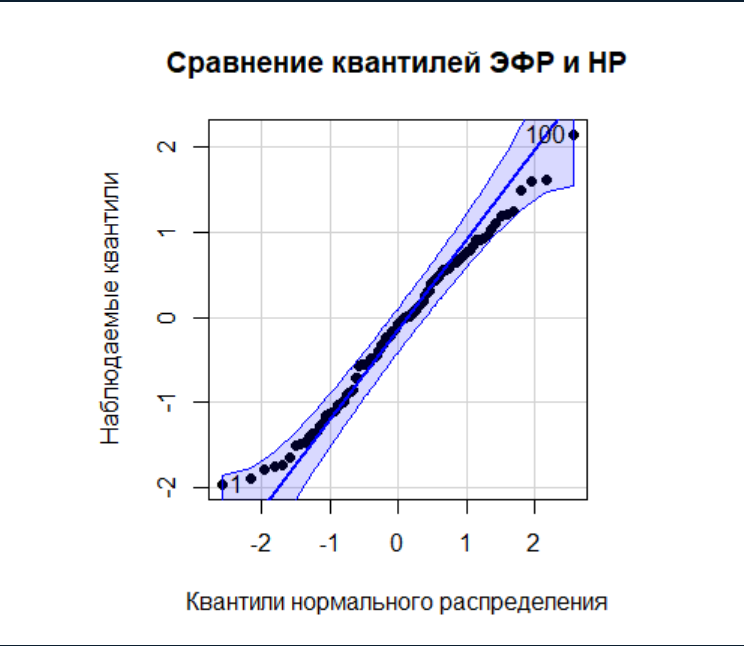 Сравнение квантилей ЭФР и НР
Наблюдаемые квантили
2
1
0
-1
-2
100
1
-2 -1 0 1 2
Квантили нормального распределения